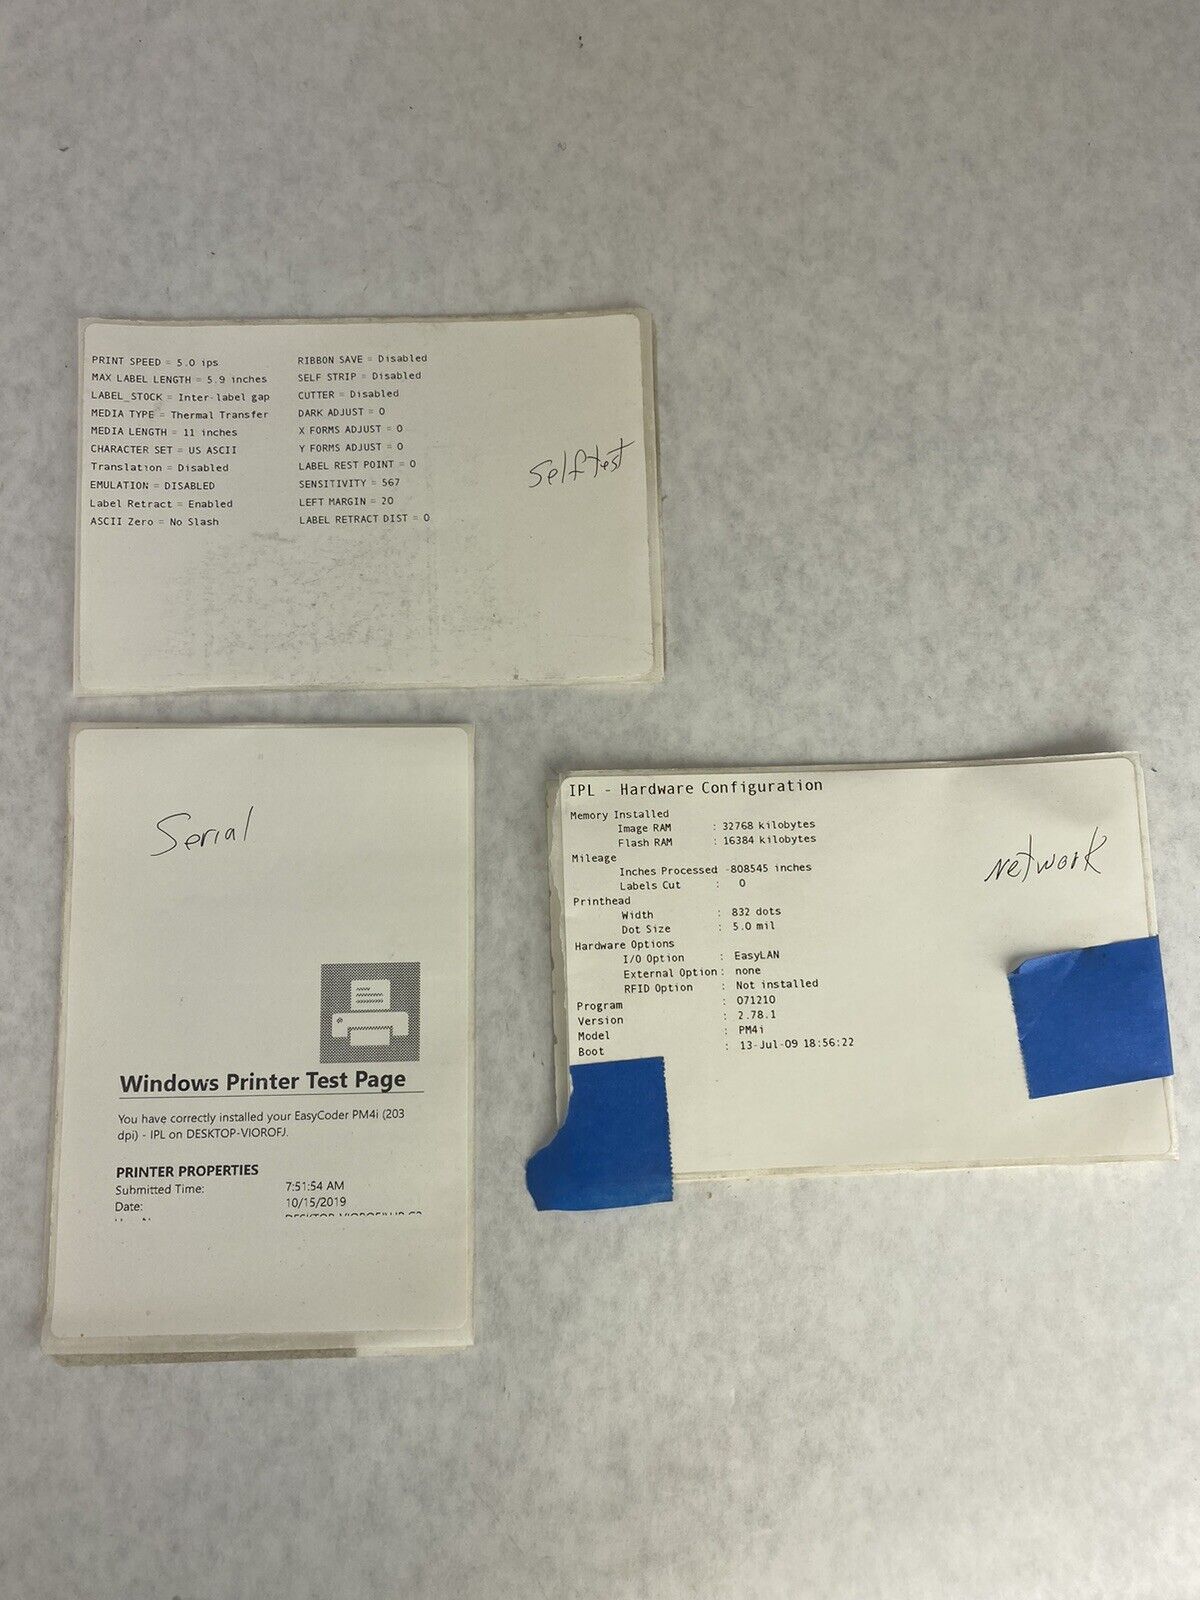 PRINT SPEED = 5.0 ips
MAX LABEL LENGTH = 5.9 inches
LABEL_STOCK = Inter-label gap
MEDIA TYPE = Thermal Transfer
MEDIA LENGTH = 11 inches
CHARACTER SET = US ASCII
Translation = Disabled
EMULATION = DISABLED
Label Retract = Enabled
ASCII Zero = No Slash
RIBBON SAVE = Disabled
SELF STRIP = Disabled
CUTTER = Disabled
DARK ADJUST = 0
X FORMS ADJUST = 0
Y FORMS ADJUST = 0
LABEL REST POINT = 0
SENSITIVITY = 567
LEFT MARGIN = 20
LABEL RETRACT DIST = 0
Selftest
Serial
Windows Printer Test Page
You have correctly installed your EasyCoder PM4i (203
dpi) - IPL on DESKTOP-VIOROFJ.
PRINTER PROPERTIES
Submitted Time: 7:51:54 AM
Date: 10/15/2019
IPL - Hardware Configuration
Memory Installed
Image RAM : 32768 kilobytes
Flash RAM : 16384 kilobytes
Mileage
Inches Processed -808545 inches
Labels Cut : 0
Printhead
Width : 832 dots
Dot Size : 5.0 mil
Hardware Options
I/O Option : EasyLAN
External Option : none
RFID Option : Not installed
Program : 071210
Version : 2.78.1
Model : PM4i
Boot : 13-Jul-09 18:56:22
Network